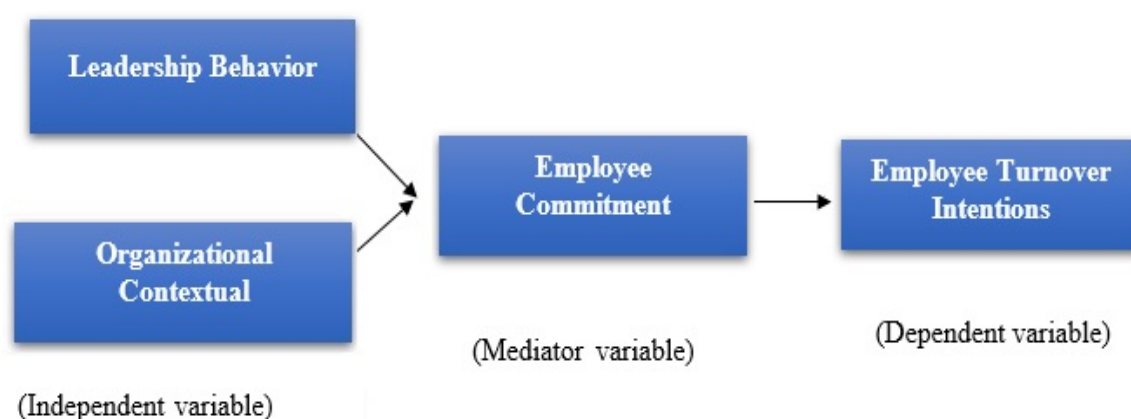 Leadership Behavior
Organizational
Contextual
(Independent variable)
Employee
Commitment
(Mediator variable)
Employee Turnover
Intentions
(Dependent variable)